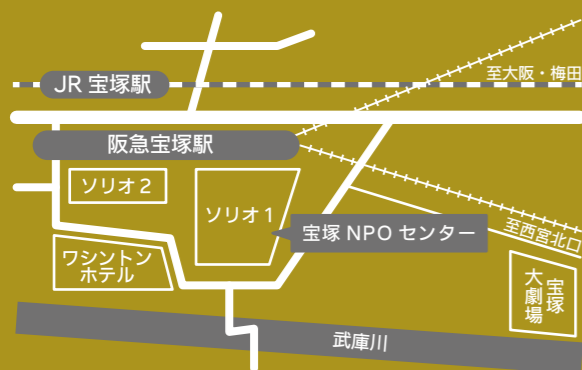 JR 宝塚駅
至大阪・梅田
阪急宝塚駅
ソリオ2
ソリオ1
宝塚 NPO センター
至西宮北口
ワシントン
ホテル
宝塚
大劇場
武庫川